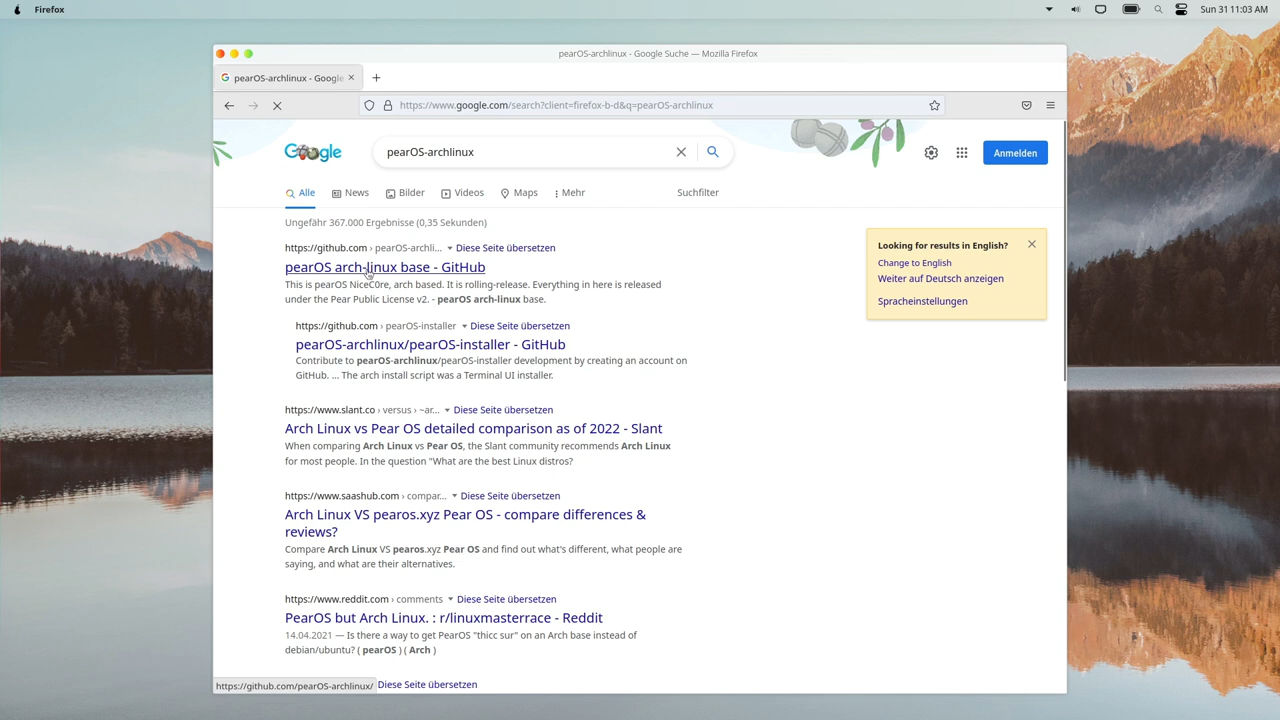 Firefox
Sun 31 11:03 AM
pearOS-archlinux - Google Suche — Mozilla Firefox
pearOS-archlinux - Google
https://www.google.com/search?client=firefox-b-d&q=pearOS-archlinux
pearOS-archlinux
Anmelden
Alle News Bilder Videos Maps Mehr Suchfilter
Ungefähr 367.000 Ergebnisse (0,35 Sekunden)
https://github.com › pearOS-archli... Diese Seite übersetzen
pearOS arch-linux base - GitHub
This is pearOS NiceC0re, arch based. It is rolling-release. Everything in here is released
under the Pear Public License v2. - pearOS arch-linux base.
https://github.com › pearOS-installer Diese Seite übersetzen
pearOS-archlinux/pearOS-installer - GitHub
Contribute to pearOS-archlinux/pearOS-installer development by creating an account on
GitHub. ... The arch install script was a Terminal UI installer.
https://www.slant.co › versus › ~ar... Diese Seite übersetzen
Arch Linux vs Pear OS detailed comparison as of 2022 - Slant
When comparing Arch Linux vs Pear OS, the Slant community recommends Arch Linux
for most people. In the question "What are the best Linux distros?
https://www.saashub.com › compar... Diese Seite übersetzen
Arch Linux VS pearos.xyz Pear OS - compare differences &
reviews?
Compare Arch Linux VS pearos.xyz Pear OS and find out what's different, what people are
saying, and what are their alternatives.
https://www.reddit.com › comments Diese Seite übersetzen
PearOS but Arch Linux. : r/linuxmasterrace - Reddit
14.04.2021 — Is there a way to get PearOS "thicc sur" on an Arch base instead of
debian/ubuntu? ( pearOS ) ( Arch )
https://github.com/pearOS-archlinux/ Diese Seite übersetzen
Looking for results in English?
Change to English
Weiter auf Deutsch anzeigen
Spracheinstellungen